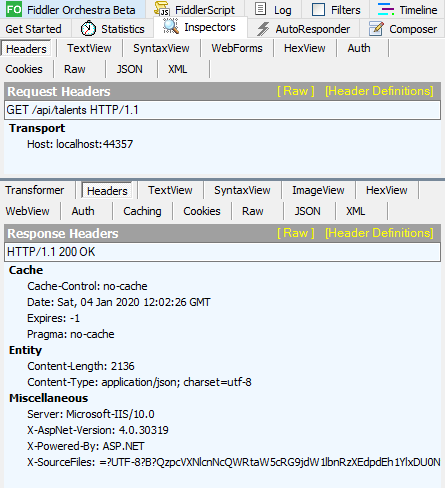 FO Fiddler Orchestra Beta JS FiddlerScript Log Filters Timeline
Get Started Statistics Inspectors AutoResponder Composer
Headers TextView SyntaxView WebForms HexView Auth
Cookies Raw JSON XML
Request Headers [ Raw ] [Header Definitions]
GET /api/talents HTTP/1.1
Transport
Host: localhost:44357
Transformer Headers TextView SyntaxView ImageView HexView
WebView Auth Caching Cookies Raw JSON XML
Response Headers [ Raw ] [Header Definitions]
HTTP/1.1 200 OK
Cache
Cache-Control: no-cache
Date: Sat, 04 Jan 2020 12:02:26 GMT
Expires: -1
Pragma: no-cache
Entity
Content-Length: 2136
Content-Type: application/json; charset=utf-8
Miscellaneous
Server: Microsoft-IIS/10.0
X-AspNet-Version: 4.0.30319
X-Powered-By: ASP.NET
X-SourceFiles: =?UTF-8?B?QzpcVXNlcnNcQWRtaW5cRG9jdW1lbnRzXEdpdEh1YlxDU0N